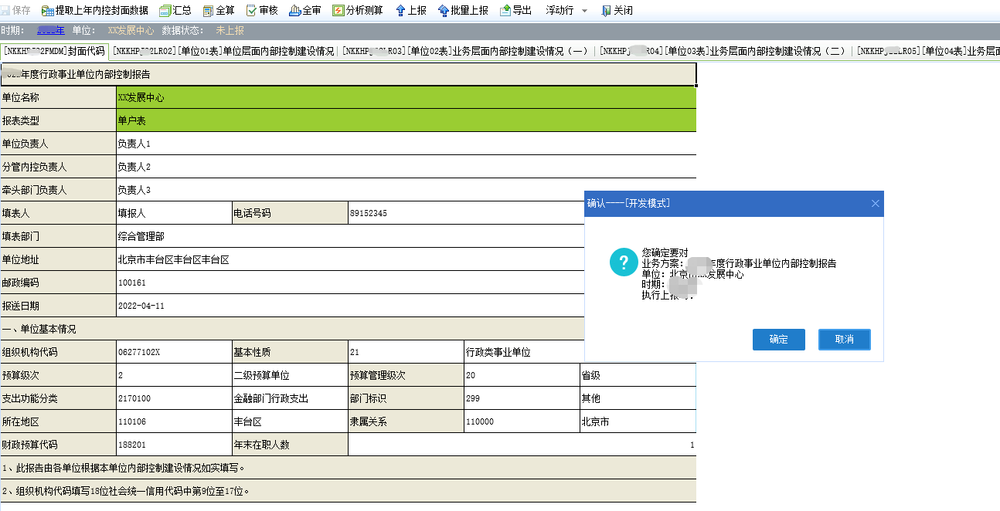 保存 提取上年内控封面数据 汇总 全算 审核 全审 分析测算 上报 批量上报 导出 浮动行 关闭
时期： 单位： XX发展中心 数据状态： 未上报
封面代码 [单位01表]单位层面内部控制建设情况 [单位02表]业务层面内部控制建设情况（一） [单位03表]业务层面内部控制建设情况（二） [单位04表]业务层面
年度行政事业单位内部控制报告
单位名称 XX发展中心
报表类型 单户表
单位负责人 负责人1
分管内控负责人 负责人2
牵头部门负责人 负责人3
填表人 填报人 电话号码 89152345
填表部门 综合管理部
单位地址 北京市丰台区丰台区丰台区
邮政编码 100161
报送日期 2022-04-11
一、单位基本情况
组织机构代码 06277102X 基本性质 21 行政类事业单位
预算级次 2 二级预算单位 预算管理级次 20 省级
支出功能分类 2170100 金融部门行政支出 部门标识 299 其他
所在地区 110106 丰台区 隶属关系 110000 北京市
财政预算代码 188201 年末在职人数 1
1、此报告由各单位根据本单位内部控制建设情况如实填写。
2、组织机构代码填写18位社会统一信用代码中第9位至17位。
确认----[开发模式]
您确定要对
业务方案： 年度行政事业单位内部控制报告
单位：北京 发展中心
时期：
执行上报
确定 取消